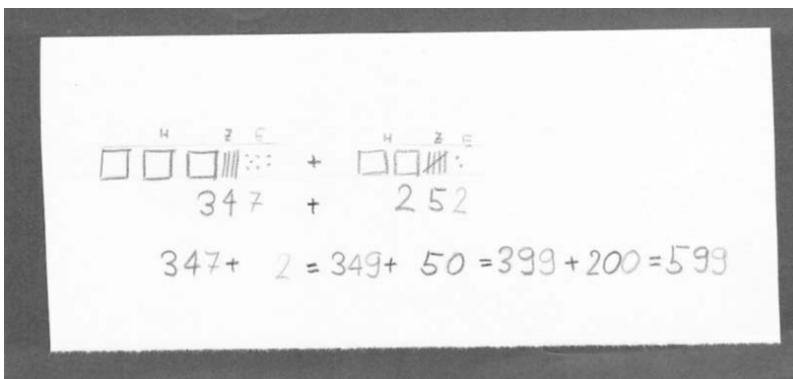 H Z E H Z E
+
347 + 252
347+ 2 = 349+ 50 = 399 + 200 = 599